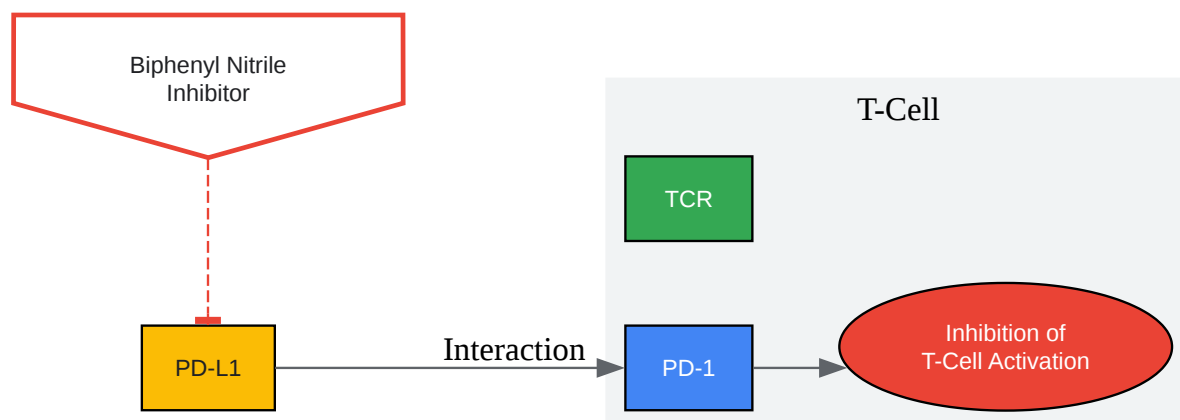 Biphenyl Nitrile
Inhibitor
T-Cell
TCR
PD-L1
Interaction
PD-1
Inhibition of
T-Cell Activation